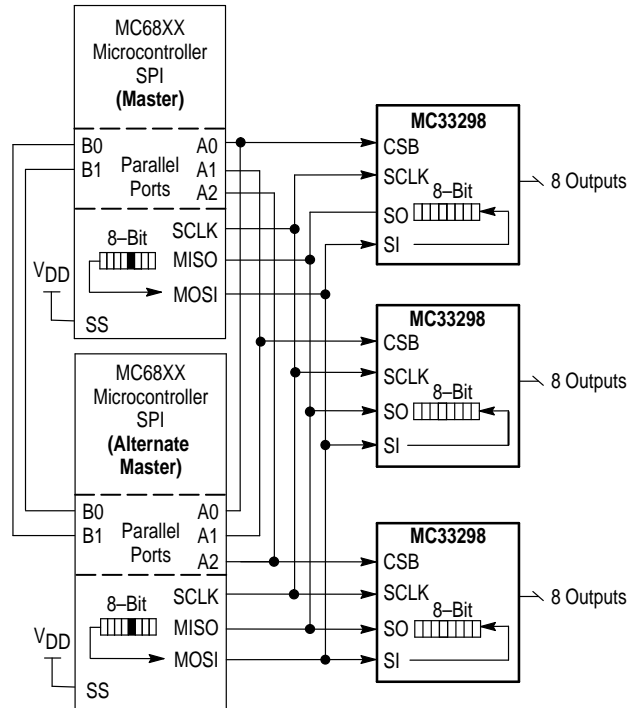 MC68XX
Microcontroller
SPI
(Master)
B0
B1
Parallel
Ports
A0
A1
A2
8–Bit
SCLK
MISO
MOSI
VDD
SS
MC68XX
Microcontroller
SPI
(Alternate
Master)
B0
B1
Parallel
Ports
A0
A1
A2
8–Bit
SCLK
MISO
MOSI
VDD
SS
MC33298
CSB
SCLK
8–Bit
SO
SI
8 Outputs
MC33298
CSB
SCLK
8–Bit
SO
SI
8 Outputs
MC33298
CSB
SCLK
8–Bit
SO
SI
8 Outputs